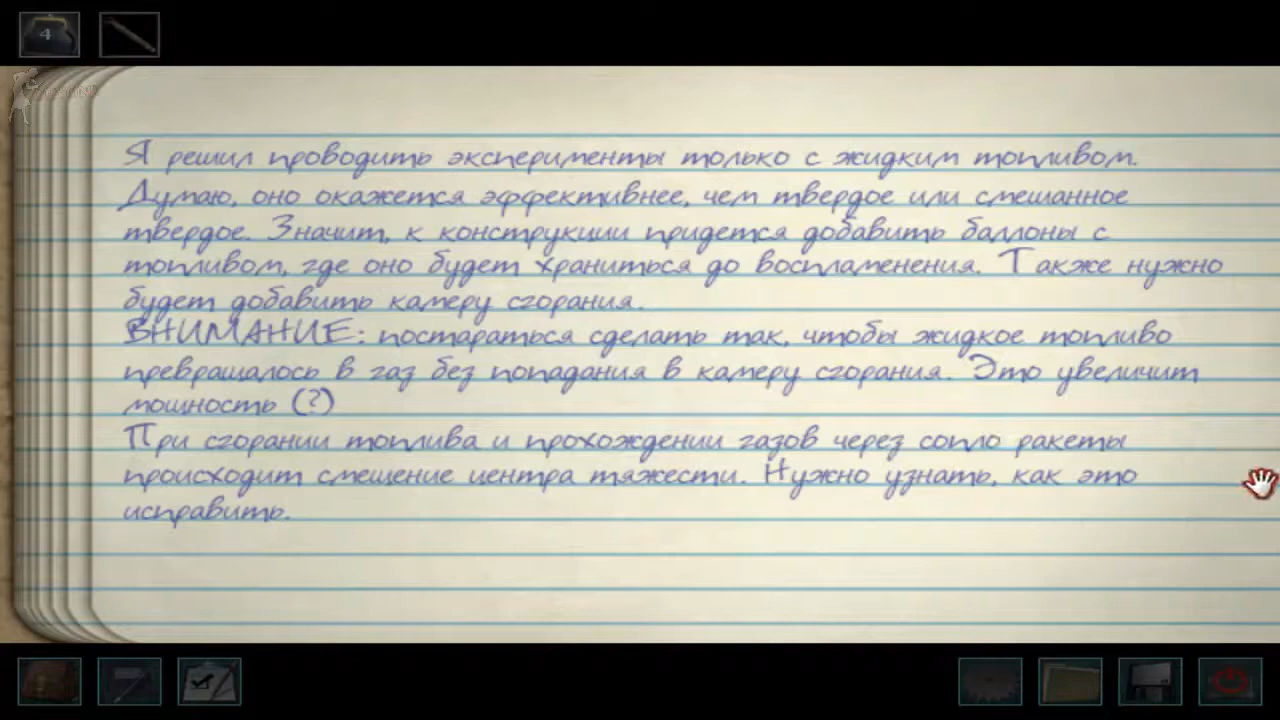 4
Я решил проводить эксперименты только с жидким топливом.
Думаю, оно окажется эффективнее, чем твердое или смешанное
твердое. Значит, к конструкции придется добавить баллоны с
топливом, где оно будет храниться до воспламенения. Также нужно
будет добавить камеру сгорания.
ВНИМАНИЕ: постараться сделать так, чтобы жидкое топливо
превращалось в газ без попадания в камеру сгорания. Это увеличит
мощность (?)
При сгорании топлива и прохождении газов через сопло ракеты
происходит смещение центра тяжести. Нужно узнать, как это
исправить.